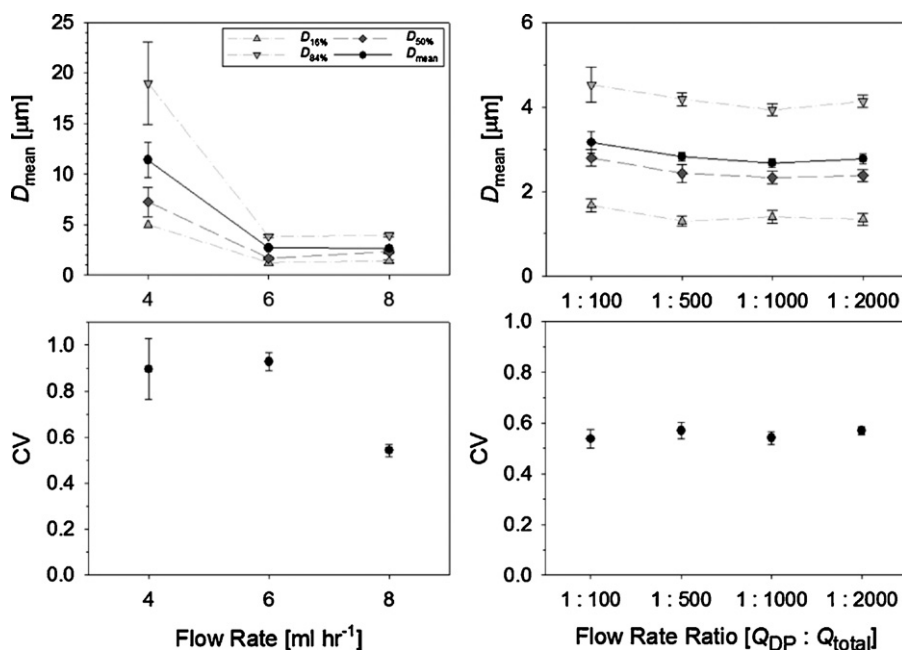 D16%
D50%
D84%
Dmean
Dmean [μm]
25
20
15
10
5
0
4
6
8
Dmean [μm]
6
4
2
0
1 : 100
1 : 500
1 : 1000
1 : 2000
CV
1.0
0.8
0.6
0.4
0.2
0.0
4
6
8
Flow Rate [ml hr⁻¹]
CV
1.0
0.8
0.6
0.4
0.2
0.0
1 : 100
1 : 500
1 : 1000
1 : 2000
Flow Rate Ratio [QDP : Qtotal]